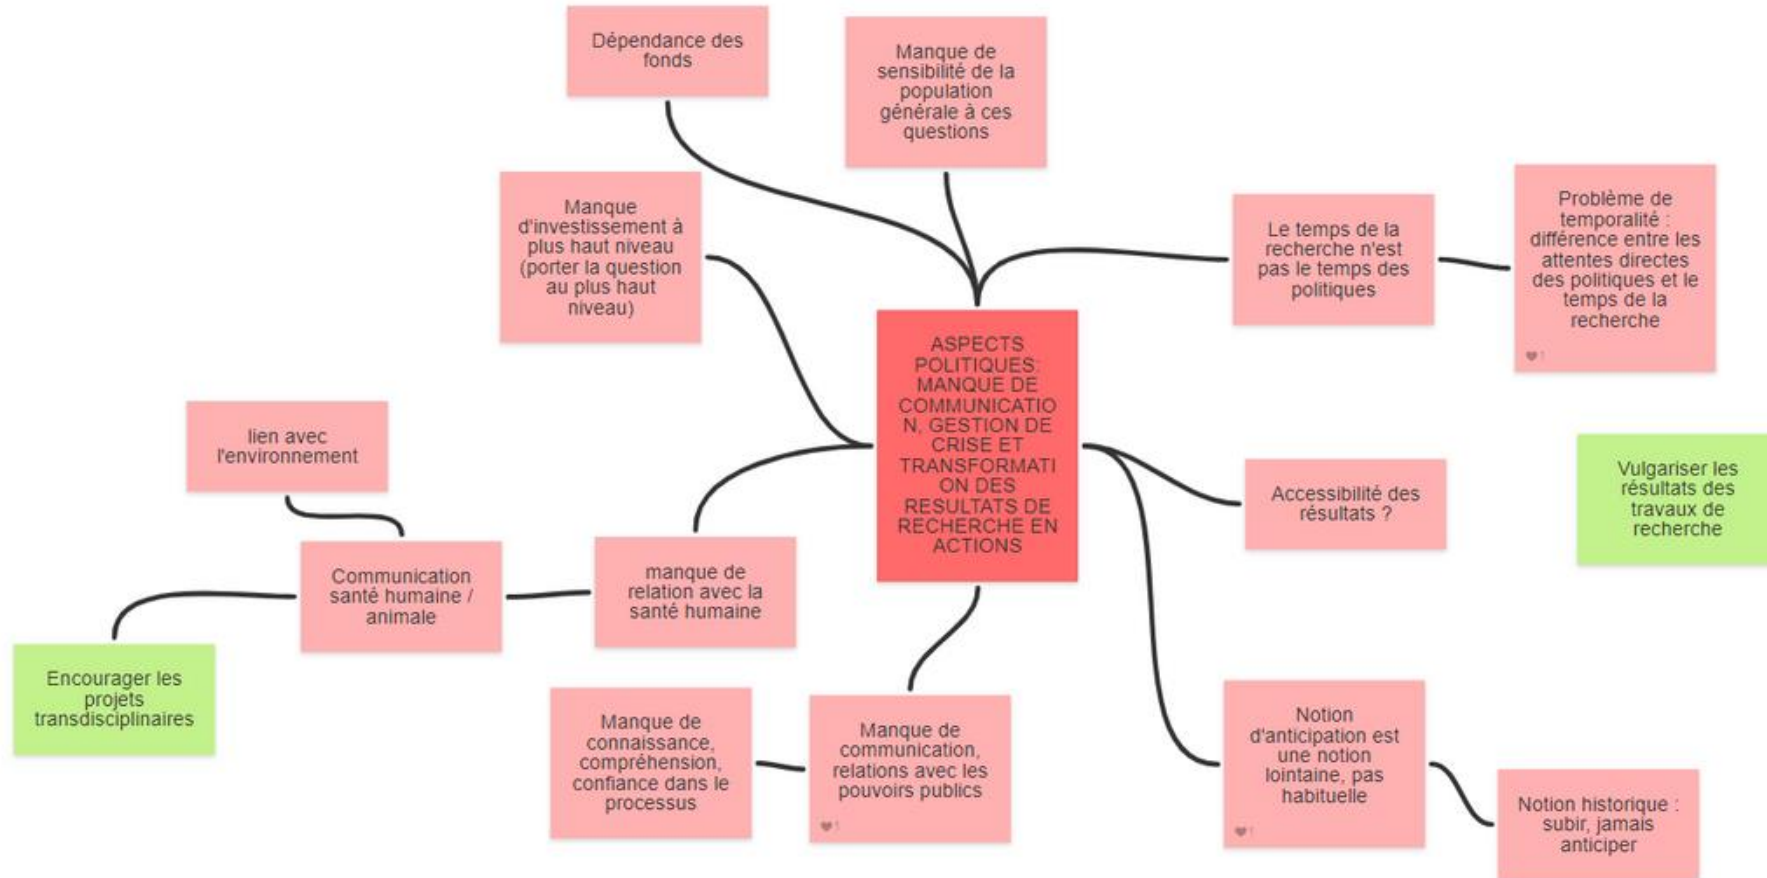 Dépendance des
fonds
Manque de
sensibilité de la
population
générale à ces
questions
Manque
d'investissement à
plus haut niveau
(porter la question
au plus haut
niveau)
Le temps de la
recherche n'est
pas le temps des
politiques
Problème de
temporalité :
différence entre les
attentes directes
des politiques et le
temps de la
recherche
1
ASPECTS
POLITIQUES:
MANQUE DE
COMMUNICATIO
N, GESTION DE
CRISE ET
TRANSFORMATI
ON DES
RESULTATS DE
RECHERCHE EN
ACTIONS
lien avec
l'environnement
Vulgariser les
résultats des
travaux de
recherche
Accessibilité des
résultats ?
Communication
santé humaine /
animale
manque de
relation avec la
santé humaine
Encourager les
projets
transdisciplinaires
Manque de
connaissance,
compréhension,
confiance dans le
processus
Manque de
communication,
relations avec les
pouvoirs publics
1
Notion
d'anticipation est
une notion
lointaine, pas
habituelle
1
Notion historique :
subir, jamais
anticiper